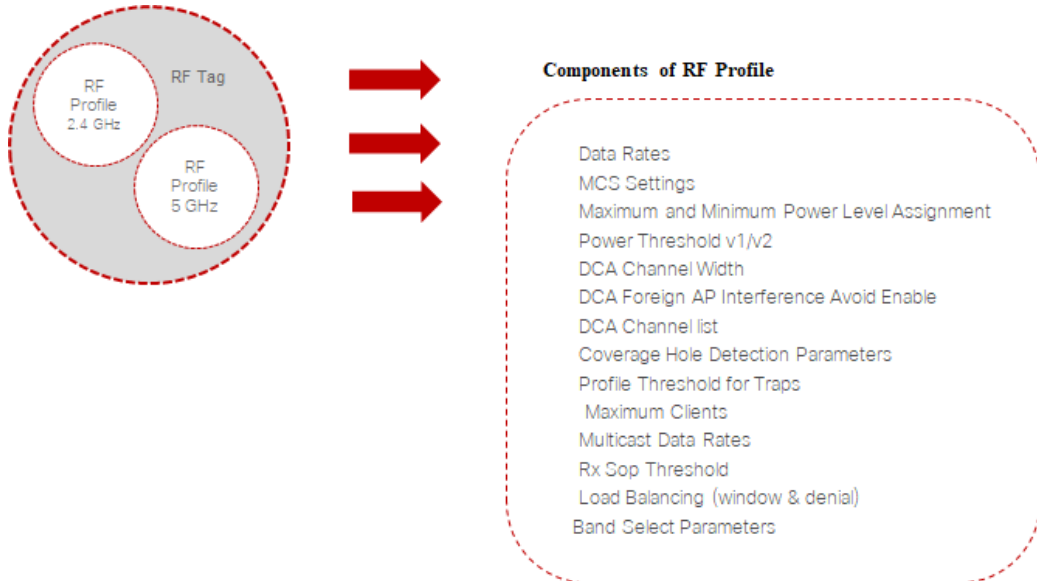 RF
Profile
2.4 GHz
RF Tag
RF
Profile
5 GHz
Components of RF Profile
Data Rates
MCS Settings
Maximum and Minimum Power Level Assignment
Power Threshold v1/v2
DCA Channel Width
DCA Foreign AP Interference Avoid Enable
DCA Channel list
Coverage Hole Detection Parameters
Profile Threshold for Traps
Maximum Clients
Multicast Data Rates
Rx Sop Threshold
Load Balancing (window & denial)
Band Select Parameters